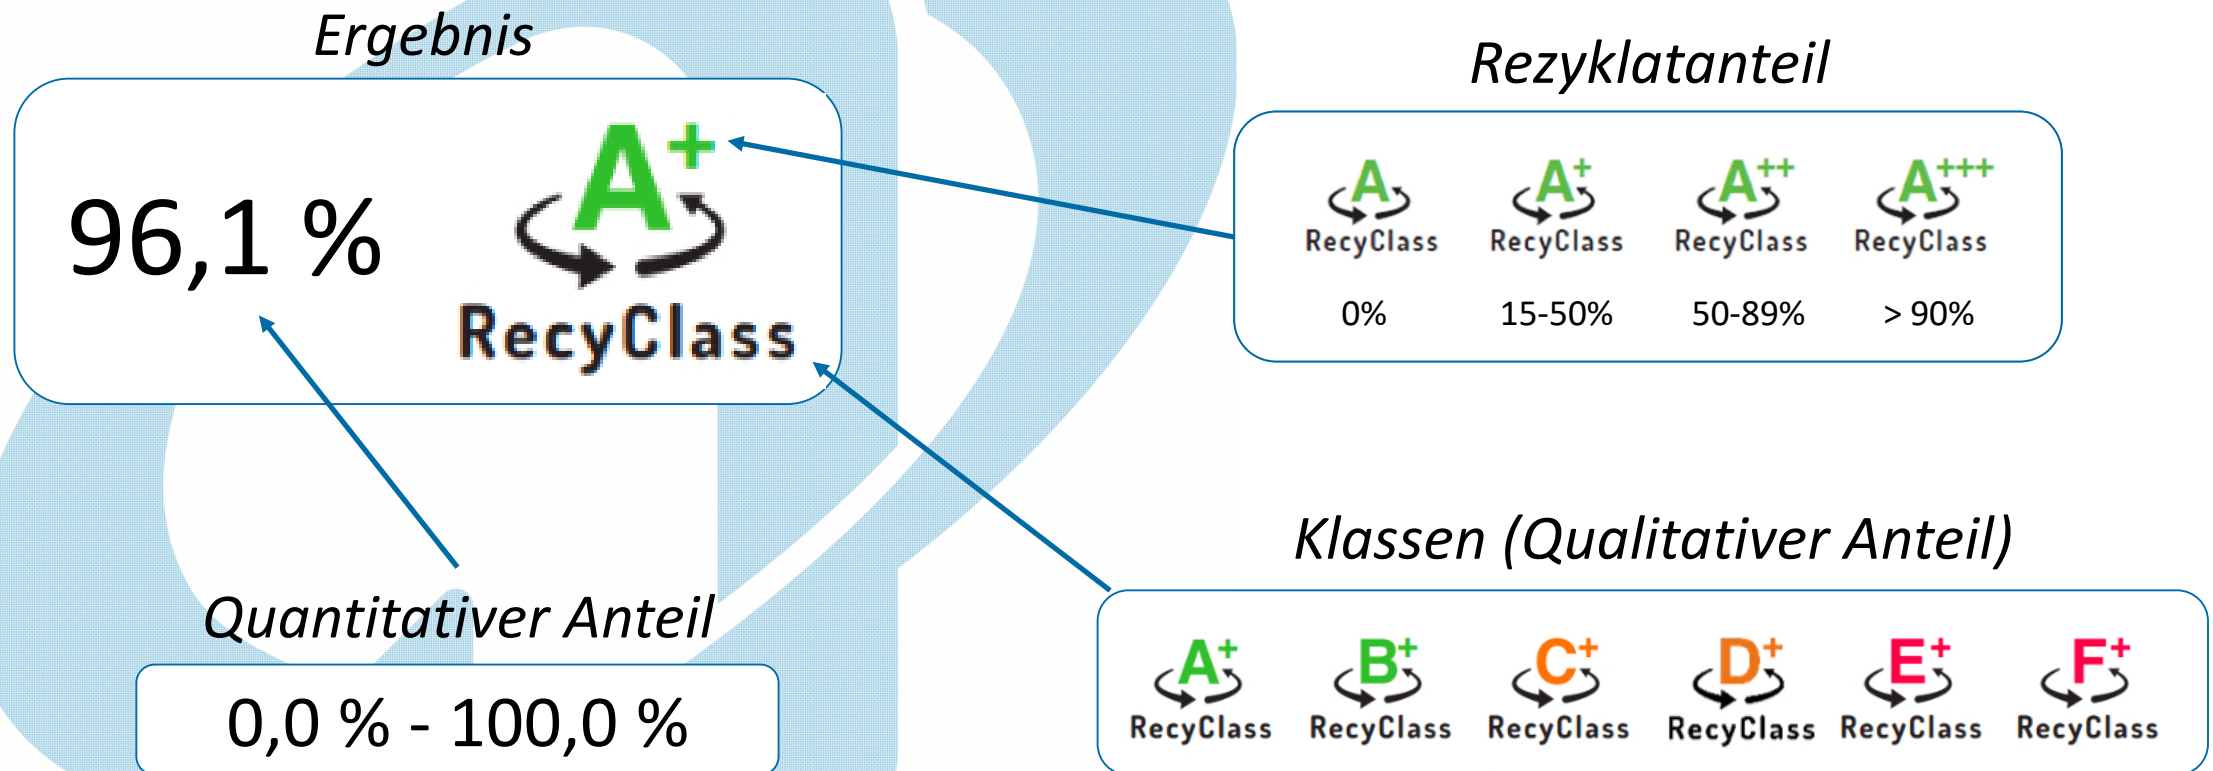 Ergebnis
96,1 %
A+
RecyClass
Rezyklatanteil
A A+ A++ A+++
RecyClass RecyClass RecyClass RecyClass
0% 15-50% 50-89% > 90%
Quantitativer Anteil
0,0 % - 100,0 %
Klassen (Qualitativer Anteil)
A+ B+ C+ D+ E+ F+
RecyClass RecyClass RecyClass RecyClass RecyClass RecyClass